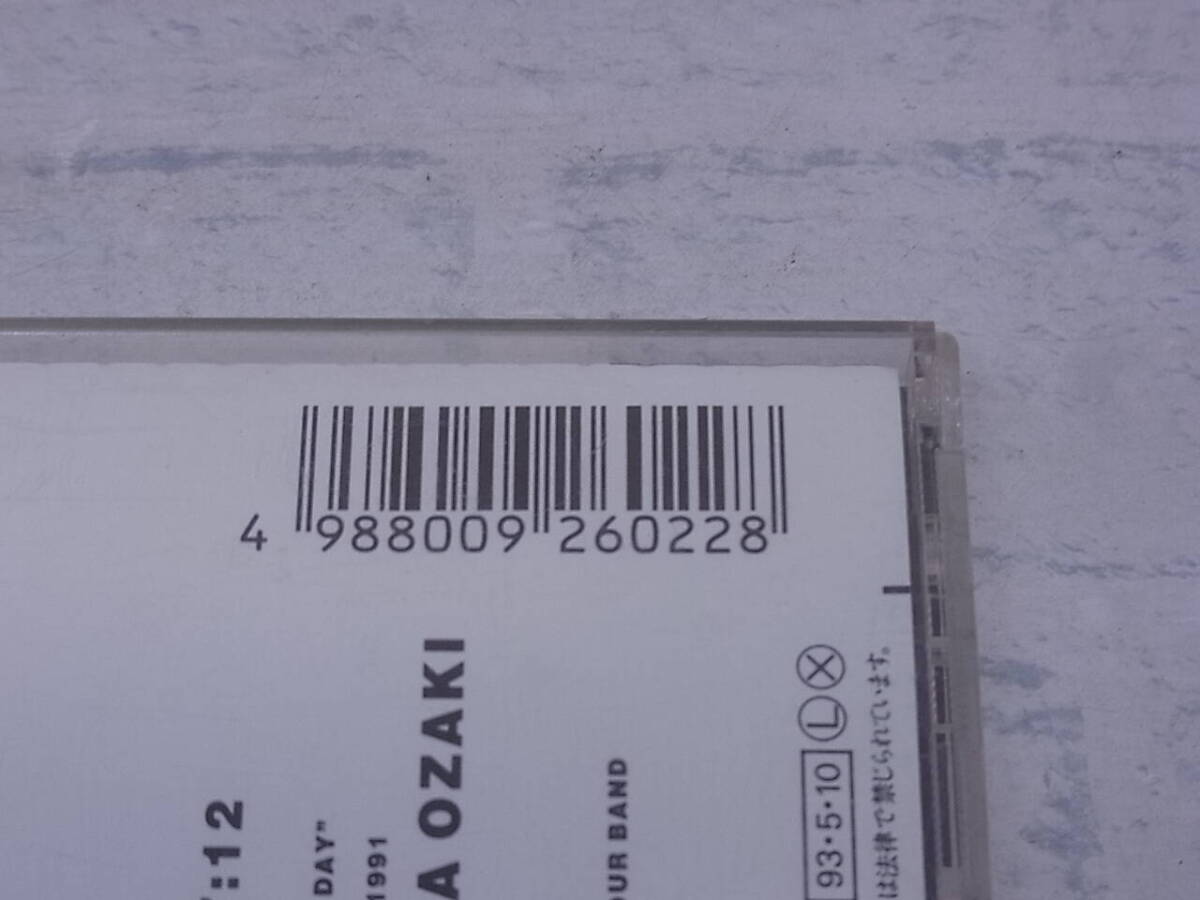 4 988009 260228
:12
DAY"
1991
A OZAKI
UR BAND
93・5・10 Ⓛ Ⓧ
は法律で禁じられています。